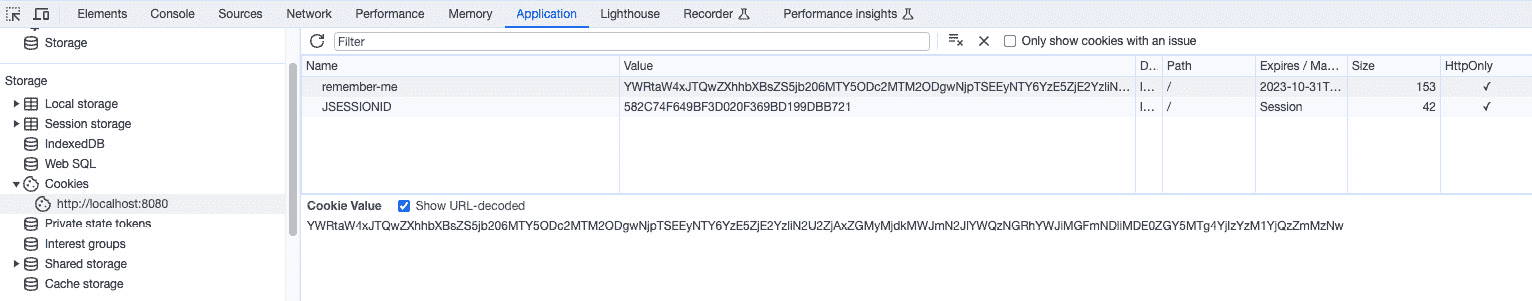 Elements Console Sources Network Performance Memory Application Lighthouse Recorder Performance insights
Storage
Filter
Only show cookies with an issue
Name Value D... Path Expires / Ma... Size HttpOnly
remember-me YWRtaW4xJTQwZXhhbXBsZS5jb206MTY5ODc2MTM2ODgwNjpTSEEyNTY6YzE5ZjE2YzliN... l... / 2023-10-31T... 153 ✓
JSESSIONID 582C74F649BF3D020F369BD199DBB721 l... / Session 42 ✓
Storage
Local storage
Session storage
IndexedDB
Web SQL
Cookies
http://localhost:8080
Private state tokens
Interest groups
Shared storage
Cache storage
Cookie Value Show URL-decoded
YWRtaW4xJTQwZXhhbXBsZS5jb206MTY5ODc2MTM2ODgwNjpTSEEyNTY6YzE5ZjE2YzliN2U2ZjAxZGMyMjdkMWJmN2JlYWQzNGRhYWJiMGFmNDliMDE0ZGY5MTg4YjIzYzM1YjQzZmMzNw